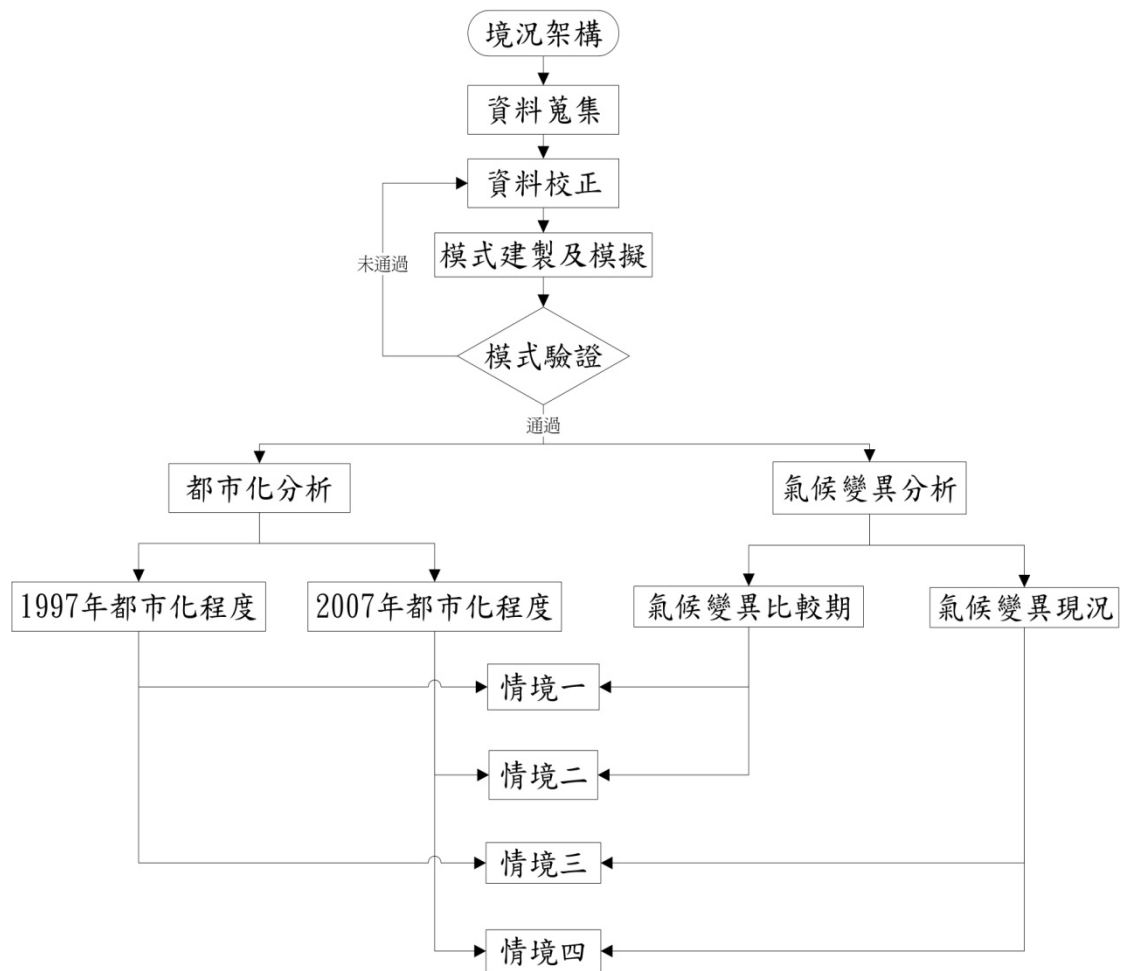 境況架構
資料蒐集
資料校正
模式建製及模擬
未通過
模式驗證
通過
都市化分析
氣候變異分析
1997年都市化程度
2007年都市化程度
氣候變異比較期
氣候變異現況
情境一
情境二
情境三
情境四